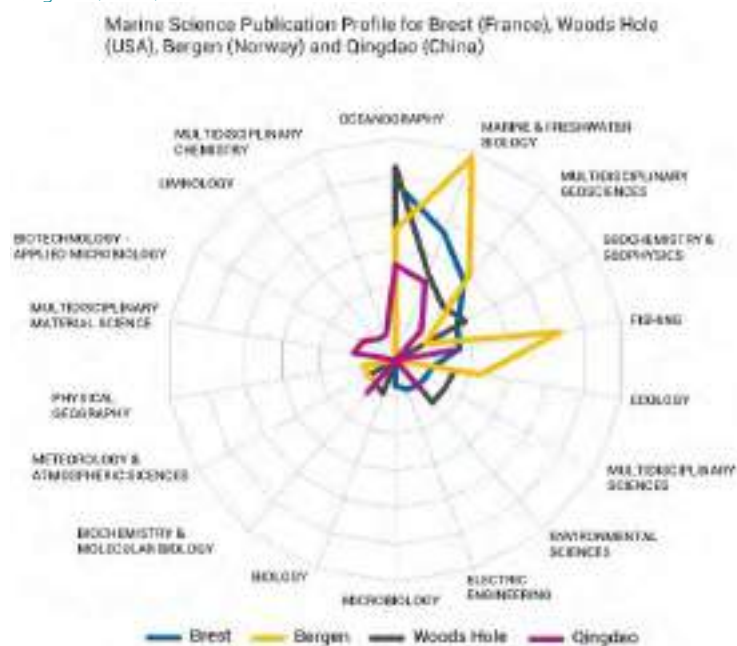 Marine Science Publication Profile for Brest (France), Woods Hole
(USA), Bergen (Norway) and Qingdao (China)
OCEANOGRAPHY
MARINE & FRESHWATER
BIOLOGY
MULTIDISCIPLINARY
GEOSCIENCES
GEOCHEMISTRY &
GEOPHYSICS
FISHING
ECOLOGY
MULTIDISCIPLINARY
SCIENCES
ENVIRONMENTAL
SCIENCES
ELECTRIC
ENGINEERING
MICROBIOLOGY
BIOLOGY
BIOCHEMISTRY &
MOLECULAR BIOLOGY
METEOROLOGY &
ATMOSPHERIC SCIENCES
PHYSICAL
GEOGRAPHY
MULTIDISCIPLINARY
MATERIAL SCIENCE
BIOTECHNOLOGY -
APPLIED MICROBIOLOGY
LIMNOLOGY
MULTIDISCIPLINARY
CHEMISTRY
Brest Bergen Woods Hole Qingdao